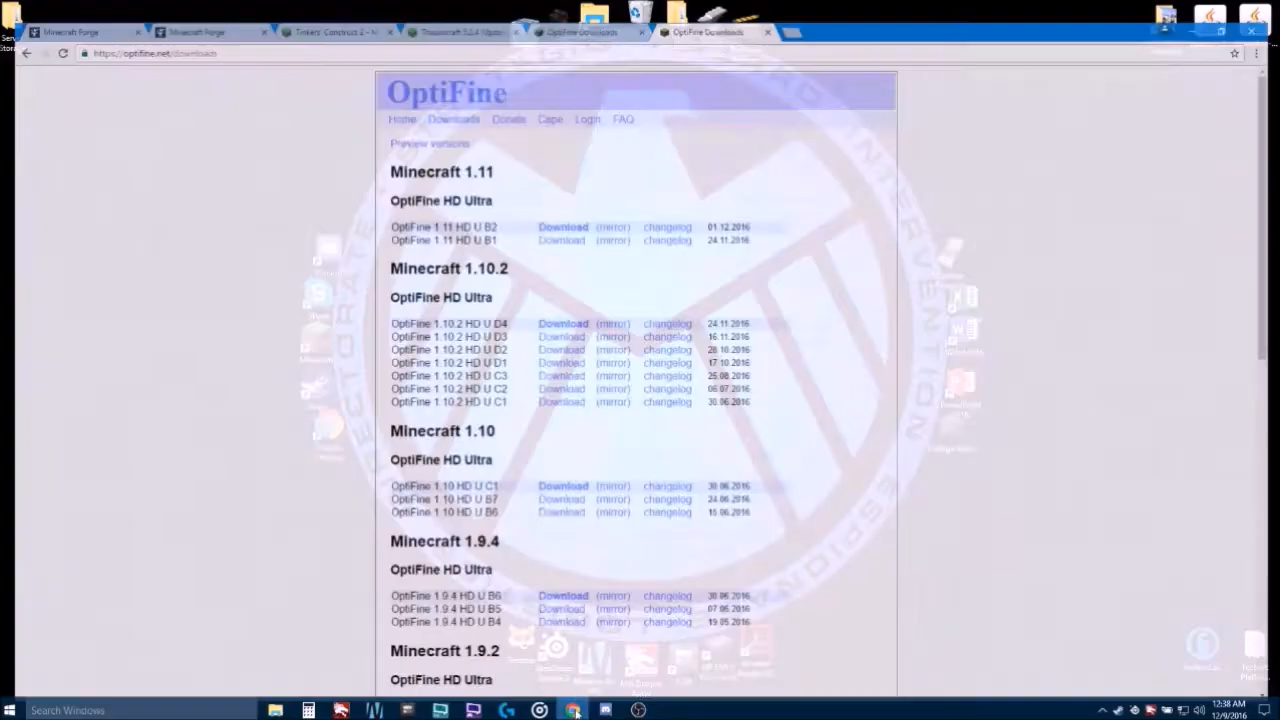 Minecraft Forge
Minecraft Forge
Tinkers' Construct 2 - M
Thaumcraft 5.2.4 (Upda
OptiFine Downloads
OptiFine Downloads
https://optifine.net/downloads
OptiFine
Home Downloads Donate Cape Login FAQ
Preview versions
Minecraft 1.11
OptiFine HD Ultra
OptiFine 1.11 HD U B2 Download (mirror) changelog 01.12.2016
OptiFine 1.11 HD U B1 Download (mirror) changelog 24.11.2016
Minecraft 1.10.2
OptiFine HD Ultra
OptiFine 1.10.2 HD U D4 Download (mirror) changelog 24.11.2016
OptiFine 1.10.2 HD U D3 Download (mirror) changelog 16.11.2016
OptiFine 1.10.2 HD U D2 Download (mirror) changelog 28.10.2016
OptiFine 1.10.2 HD U D1 Download (mirror) changelog 17.10.2016
OptiFine 1.10.2 HD U C3 Download (mirror) changelog 25.08.2016
OptiFine 1.10.2 HD U C2 Download (mirror) changelog 06.07.2016
OptiFine 1.10.2 HD U C1 Download (mirror) changelog 30.06.2016
Minecraft 1.10
OptiFine HD Ultra
OptiFine 1.10 HD U C1 Download (mirror) changelog 30.06.2016
OptiFine 1.10 HD U B7 Download (mirror) changelog 24.06.2016
OptiFine 1.10 HD U B6 Download (mirror) changelog 15.06.2016
Minecraft 1.9.4
OptiFine HD Ultra
OptiFine 1.9.4 HD U B6 Download (mirror) changelog 30.06.2016
OptiFine 1.9.4 HD U B5 Download (mirror) changelog 07.06.2016
OptiFine 1.9.4 HD U B4 Download (mirror) changelog 19.05.2016
Minecraft 1.9.2
OptiFine HD Ultra
Search Windows
12:38 AM
12/9/2016